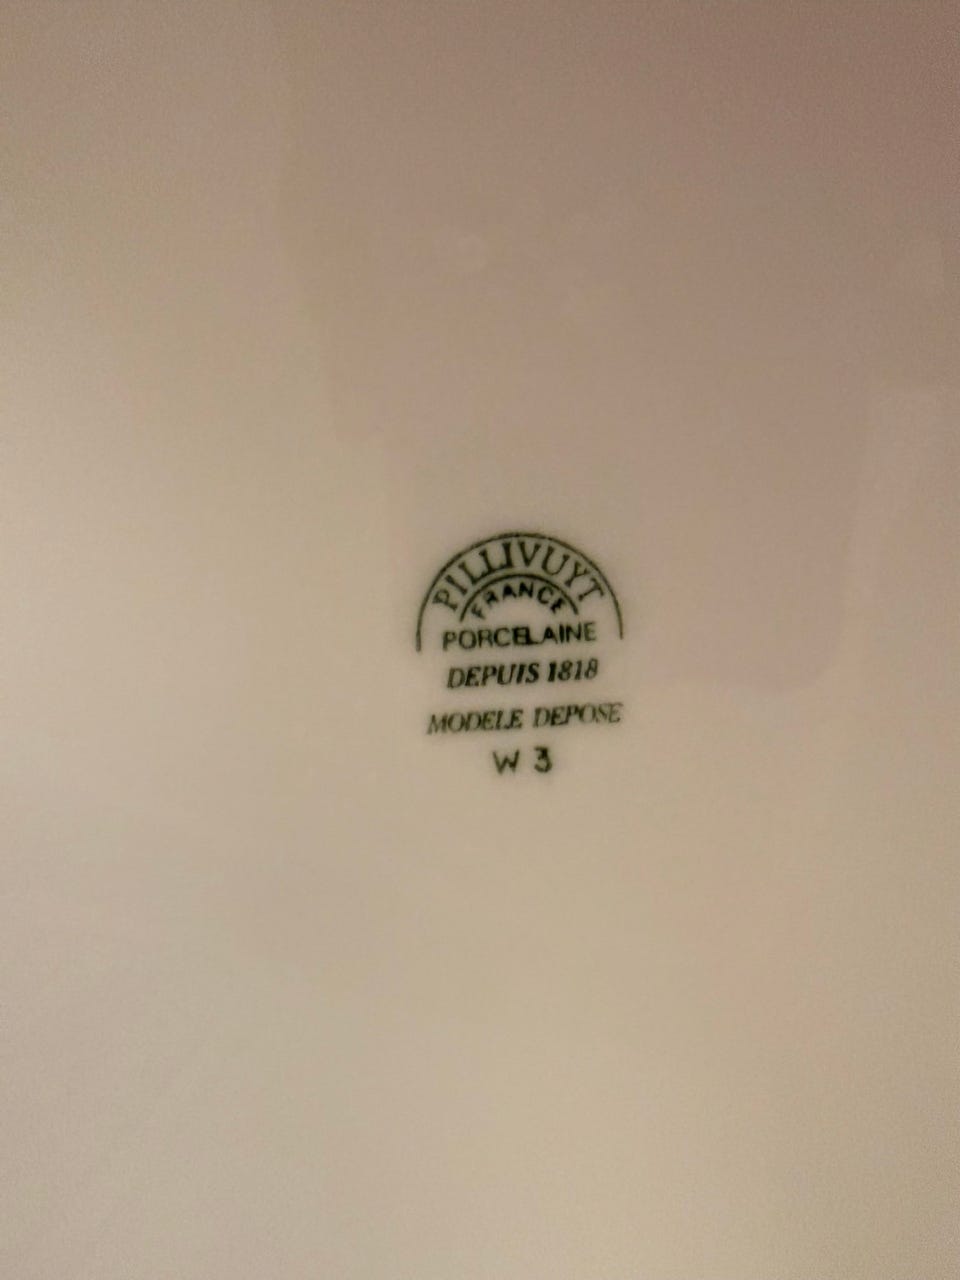 PILLIVUYT
FRANCE
PORCELAINE
DEPUIS 1818
MODELE DEPOSE
W 3